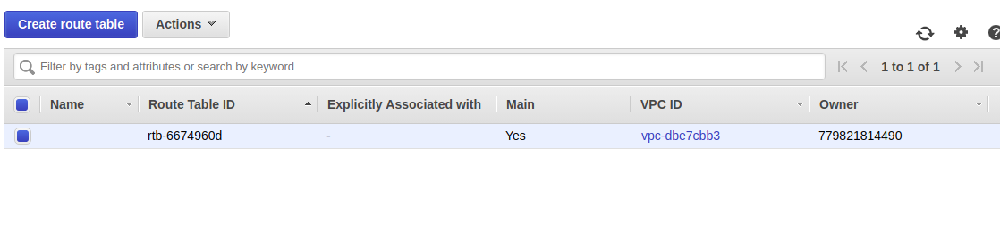 Create route table Actions
Filter by tags and attributes or search by keyword 1 to 1 of 1
Name Route Table ID Explicitly Associated with Main VPC ID Owner
rtb-6674960d - Yes vpc-dbe7cbb3 779821814490